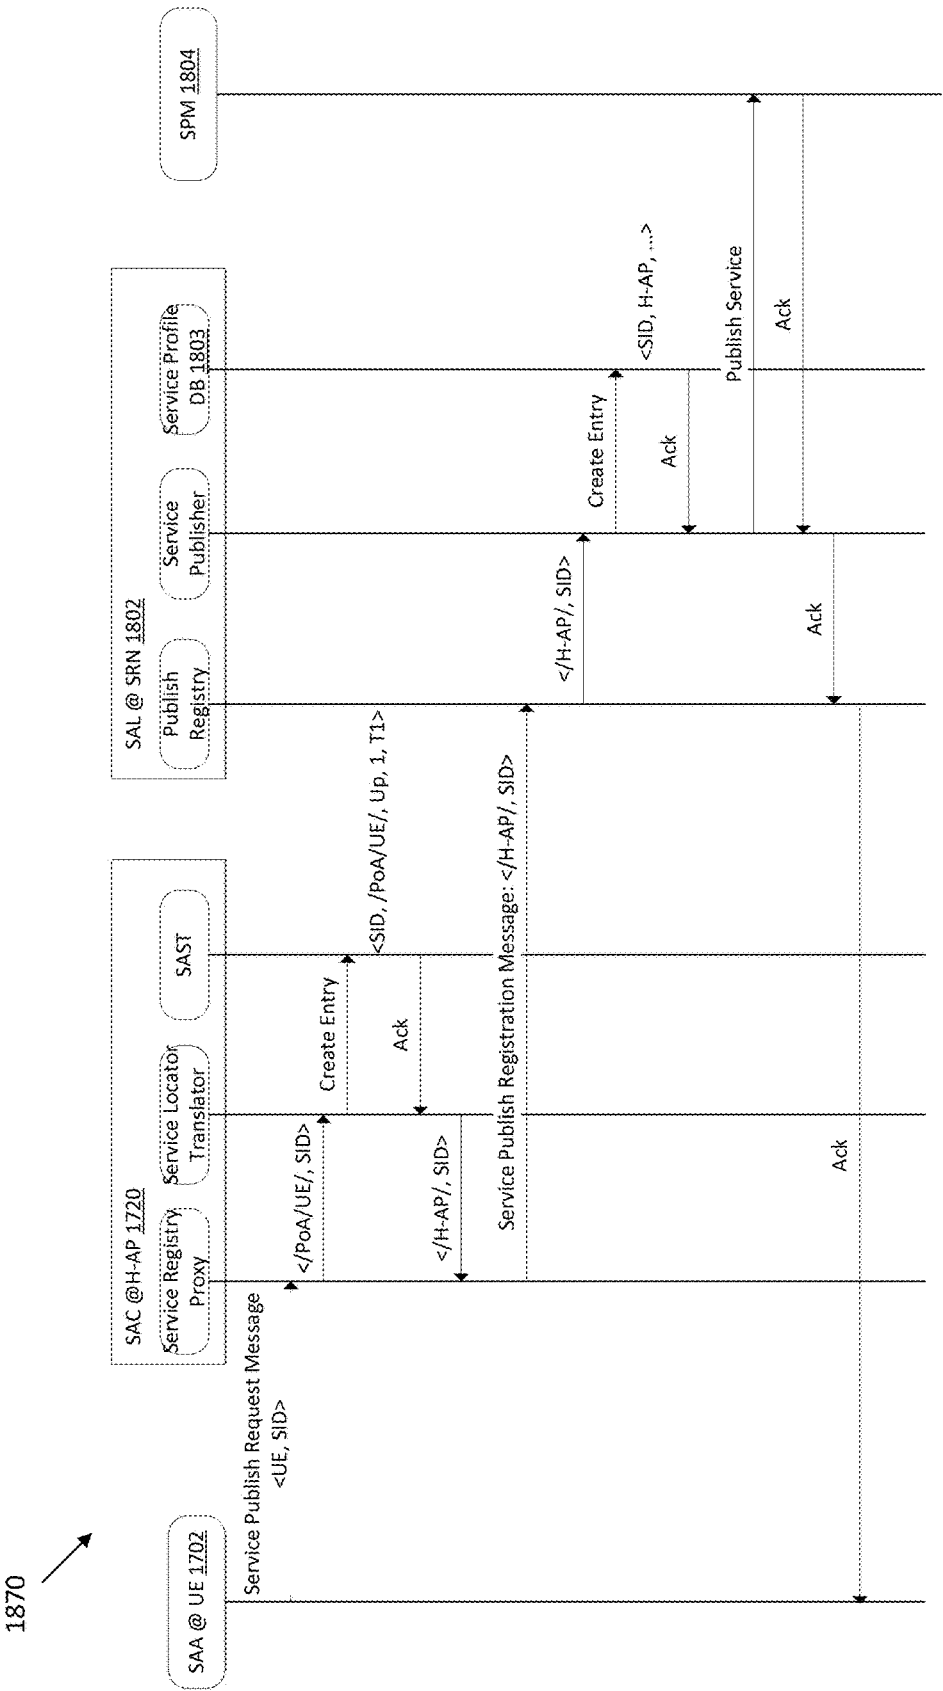 1870
SAA @ UE 1702
SAC @H-AP 1720
Service Registry
Proxy
Service Locator
Translator
SAST
SAL @ SRN 1802
Publish
Registry
Service
Publisher
Service Profile
DB 1803
SPM 1804
Service Publish Request Message
<UE, SID>
</PoA/UE/, SID>
Create Entry
<SID, /PoA/UE/, Up, 1, T1>
Ack
</H-AP/, SID>
Service Publish Registration Message: </H-AP/, SID>
</H-AP/, SID>
Create Entry
<SID, H-AP, ...>
Ack
Publish Service
Ack
Ack
Ack